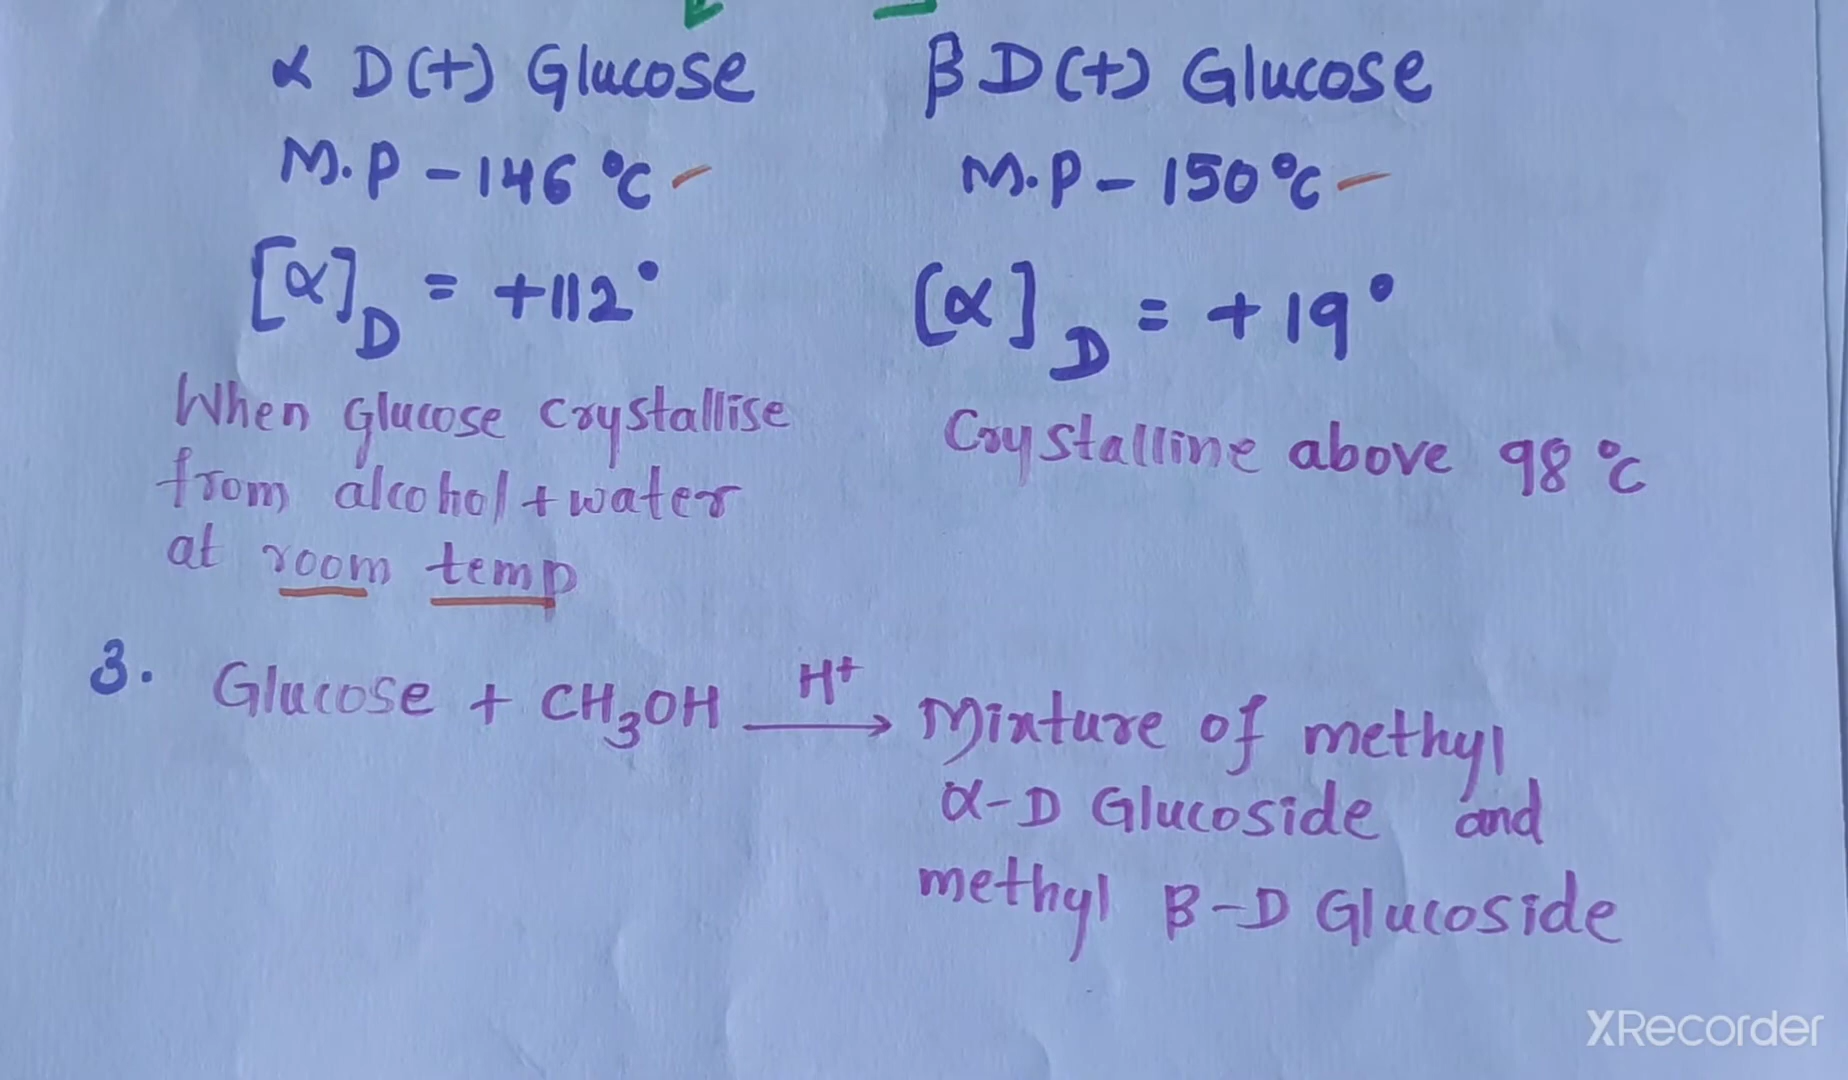 α D(+) Glucose
M.P - 146 °C
[α]D = +112°
When Glucose Crystallise
from alcohol + water
at room temp
β D(+) Glucose
M.P - 150 °C
[α]D = + 19°
Crystalline above 98 °C
3. Glucose + CH₃OH H⁺ → Mixture of methyl
α-D Glucoside and
methyl β-D Glucoside
XRecorder